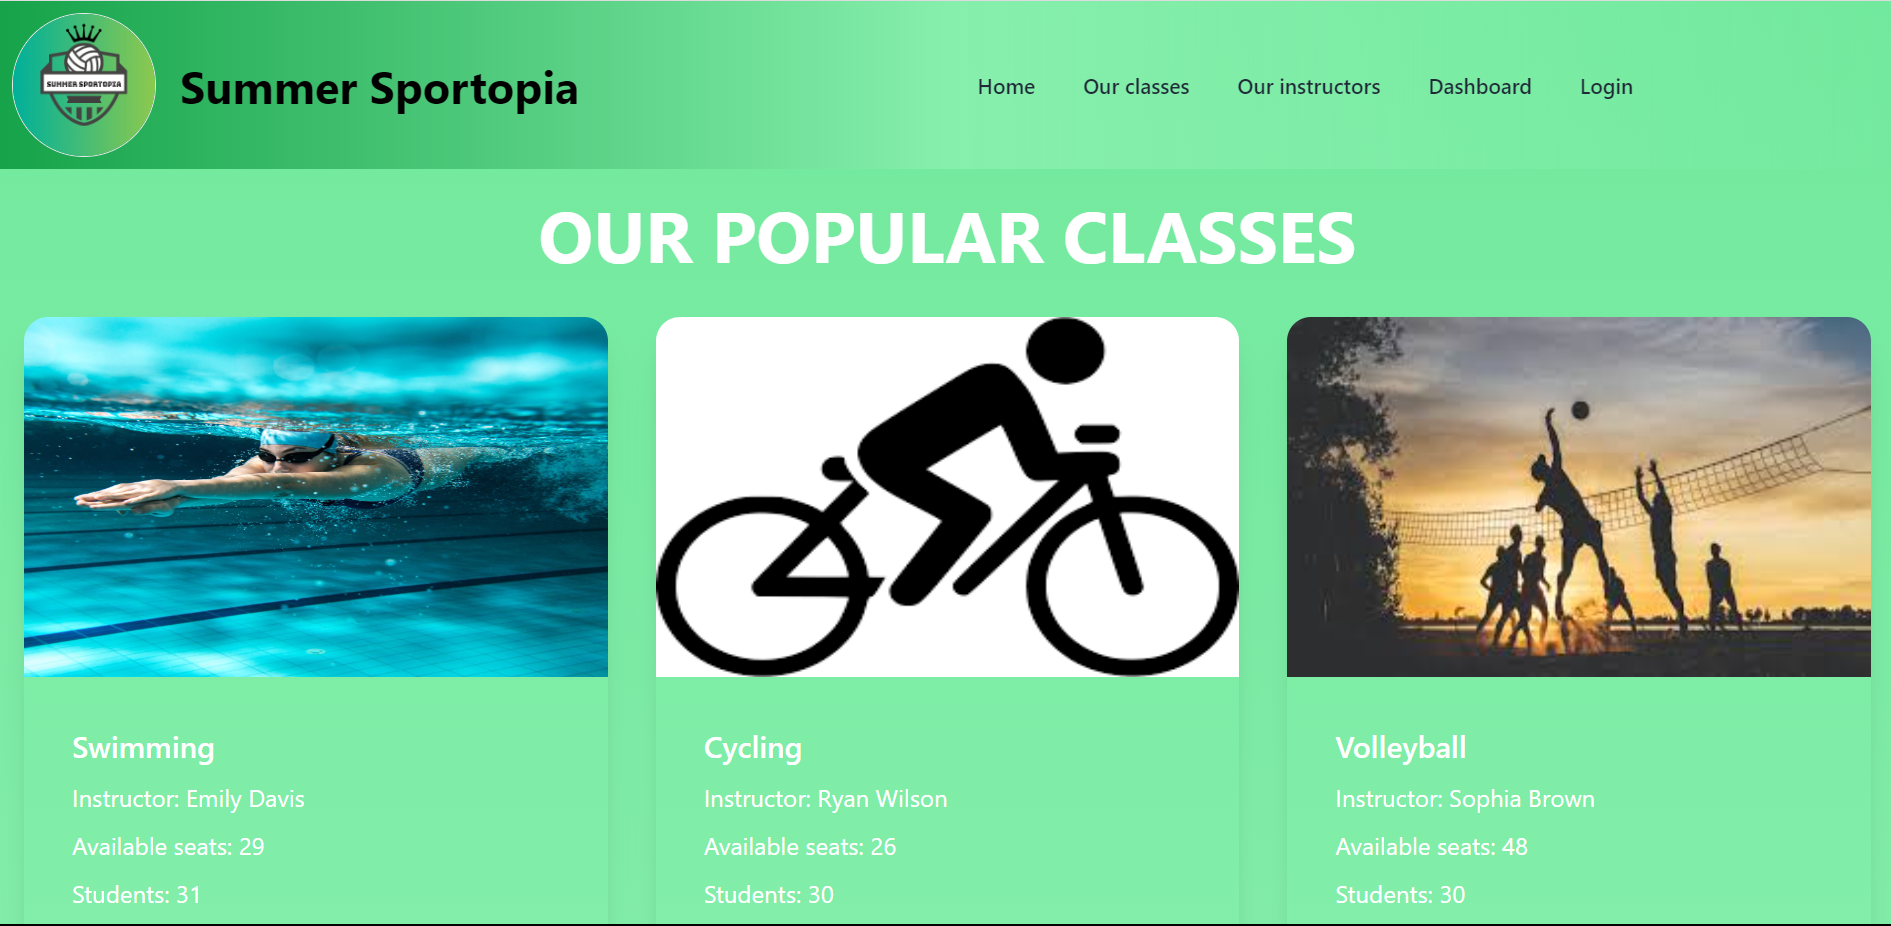 SUMMER SPORTOPIA
Summer Sportopia
Home Our classes Our instructors Dashboard Login
OUR POPULAR CLASSES
Swimming
Instructor: Emily Davis
Available seats: 29
Students: 31
Cycling
Instructor: Ryan Wilson
Available seats: 26
Students: 30
Volleyball
Instructor: Sophia Brown
Available seats: 48
Students: 30